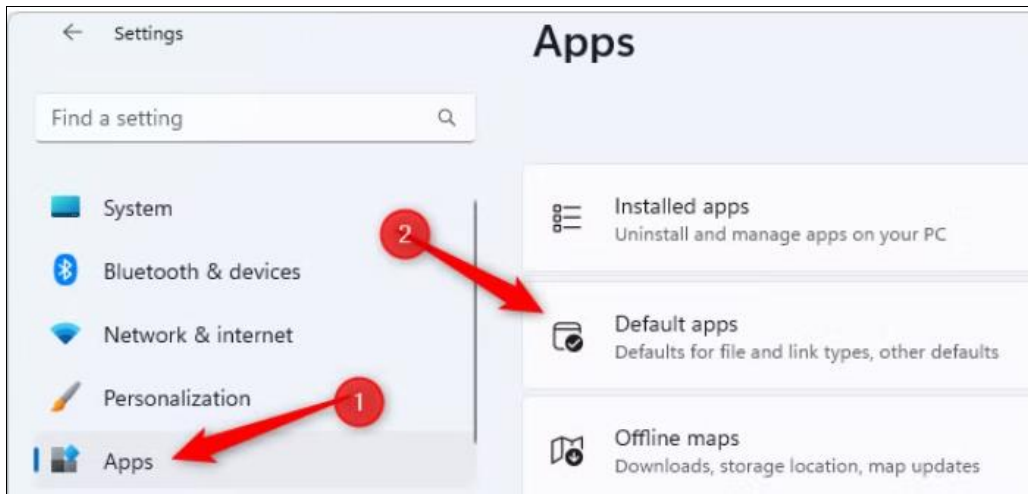 Settings
Apps
Find a setting
System
Bluetooth & devices
Network & internet
Personalization
Apps
1
2
Installed apps
Uninstall and manage apps on your PC
Default apps
Defaults for file and link types, other defaults
Offline maps
Downloads, storage location, map updates